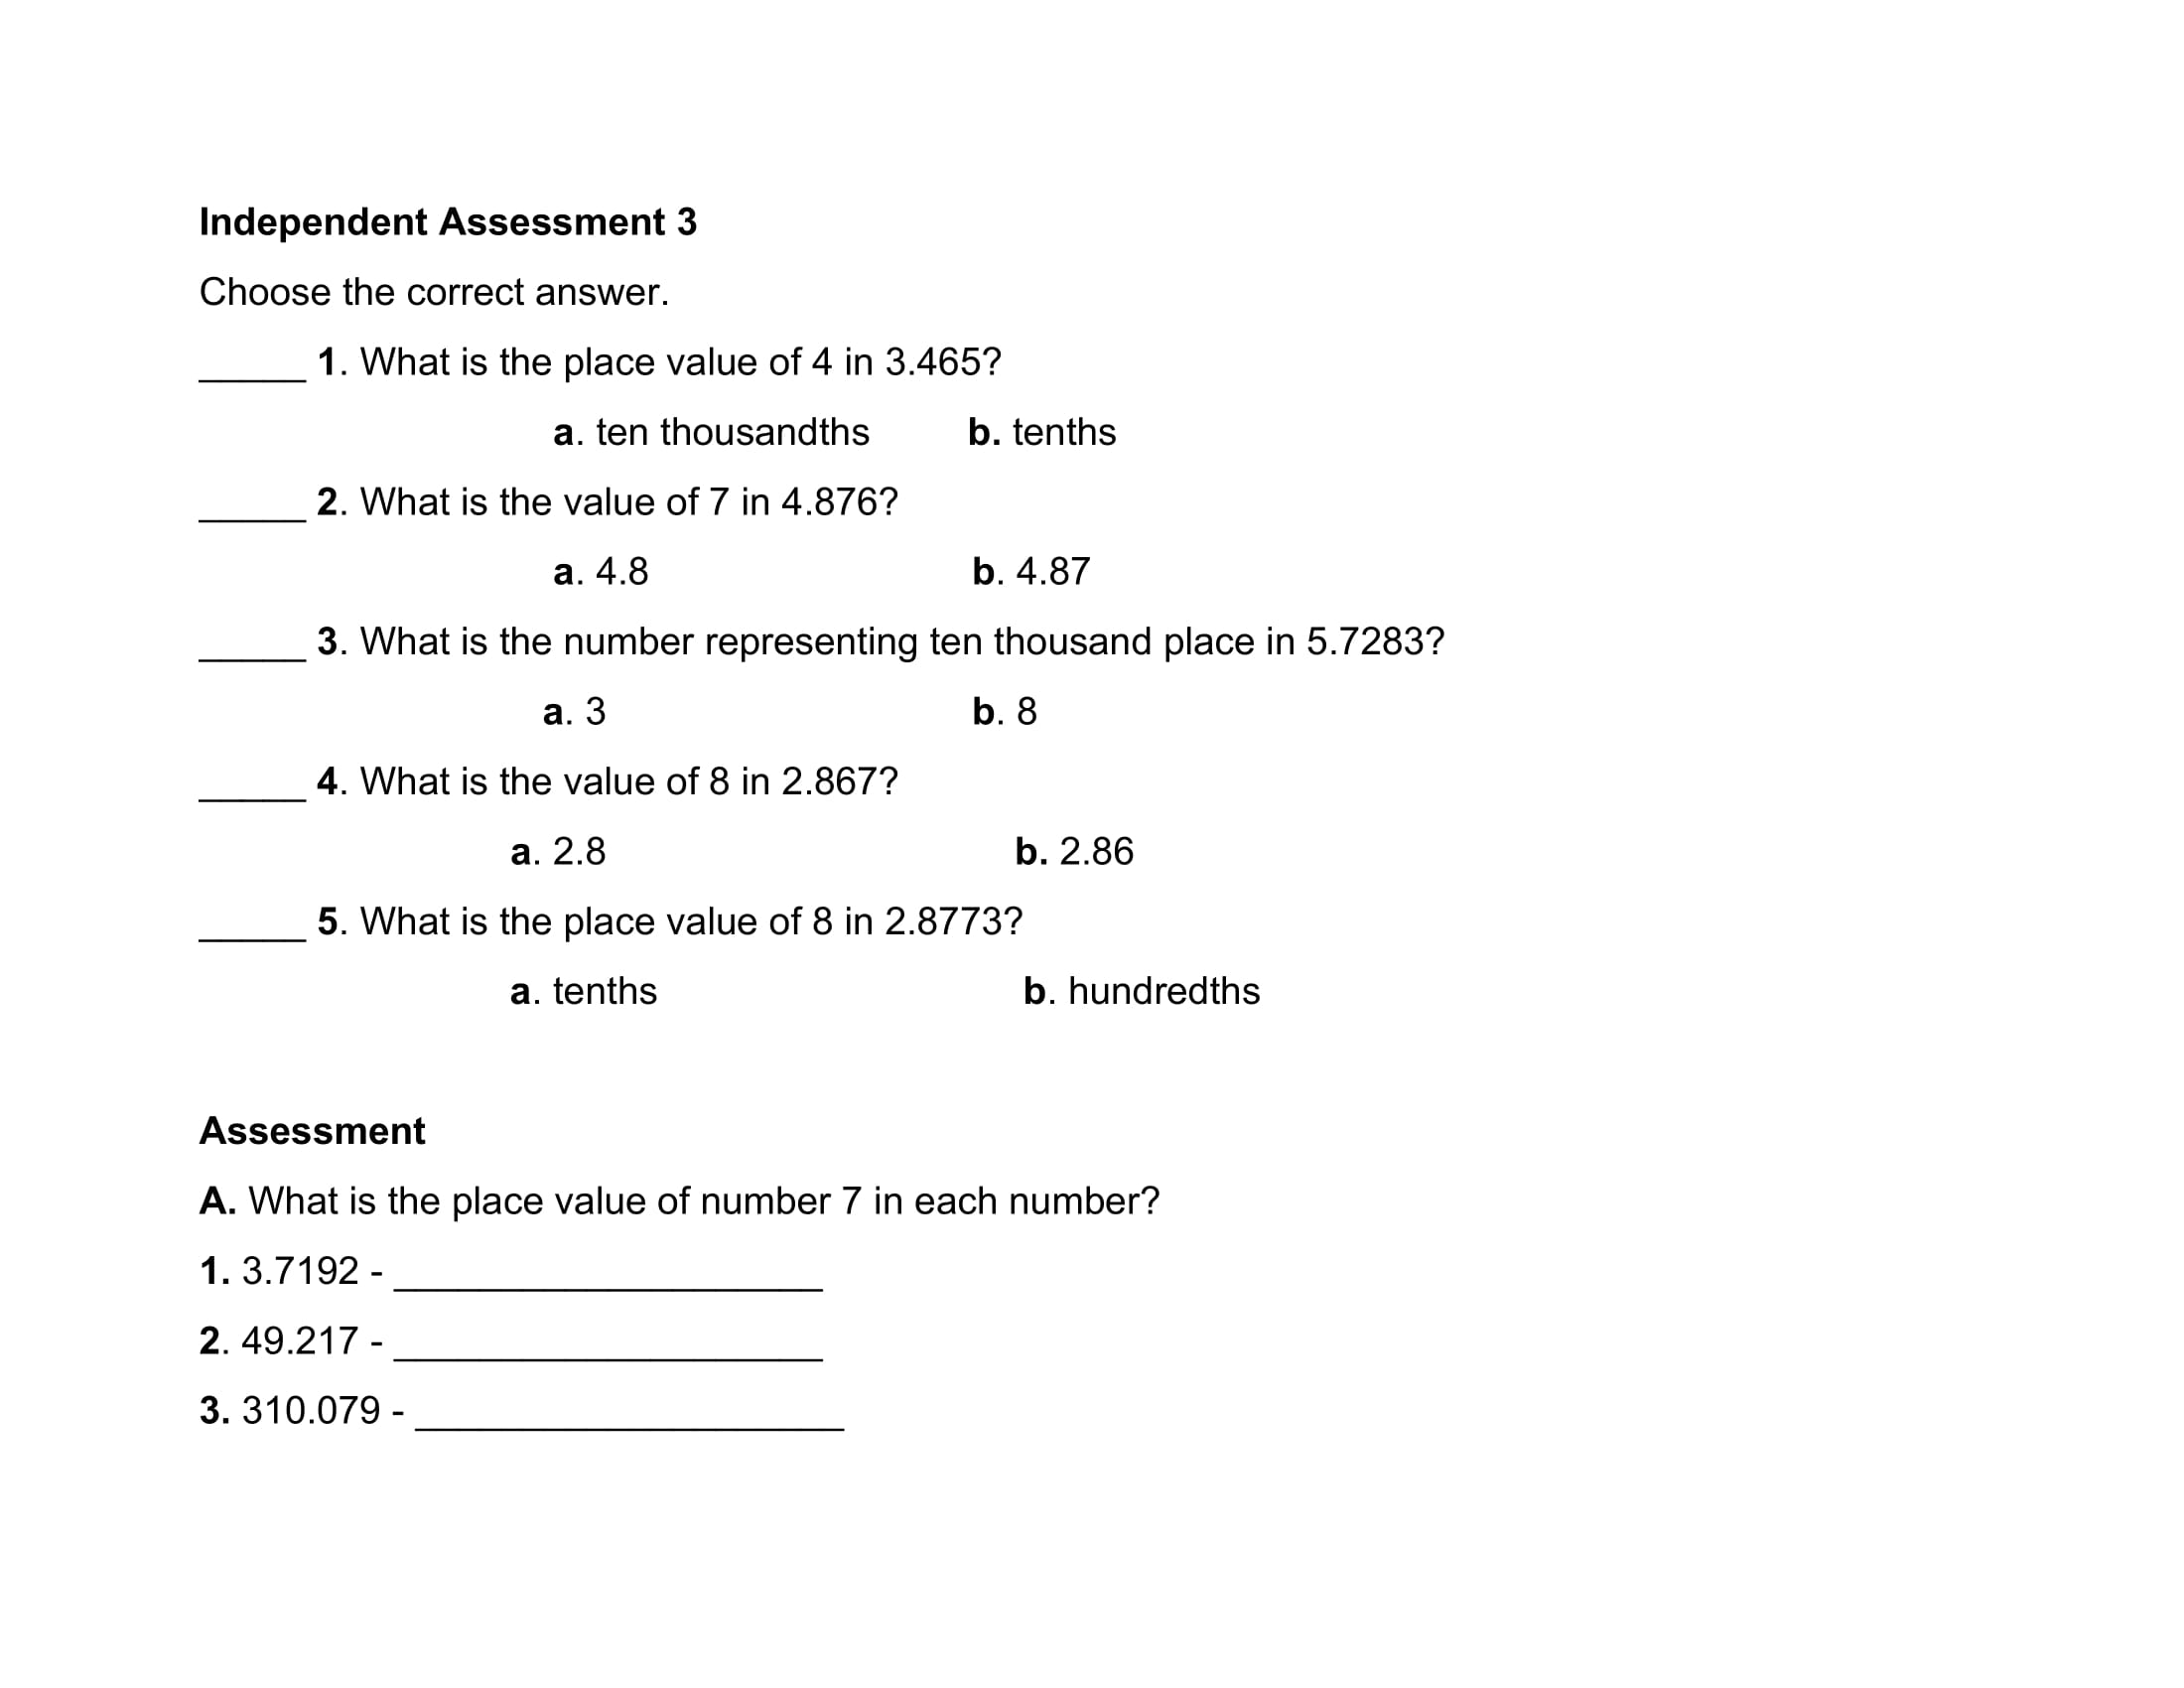 Independent Assessment 3
Choose the correct answer.
_____ 1. What is the place value of 4 in 3.465?
a. ten thousandths b. tenths
_____ 2. What is the value of 7 in 4.876?
a. 4.8 b. 4.87
_____ 3. What is the number representing ten thousand place in 5.7283?
a. 3 b. 8
_____ 4. What is the value of 8 in 2.867?
a. 2.8 b. 2.86
_____ 5. What is the place value of 8 in 2.8773?
a. tenths b. hundredths
Assessment
A. What is the place value of number 7 in each number?
1. 3.7192 - ____________________
2. 49.217 - ____________________
3. 310.079 - ____________________